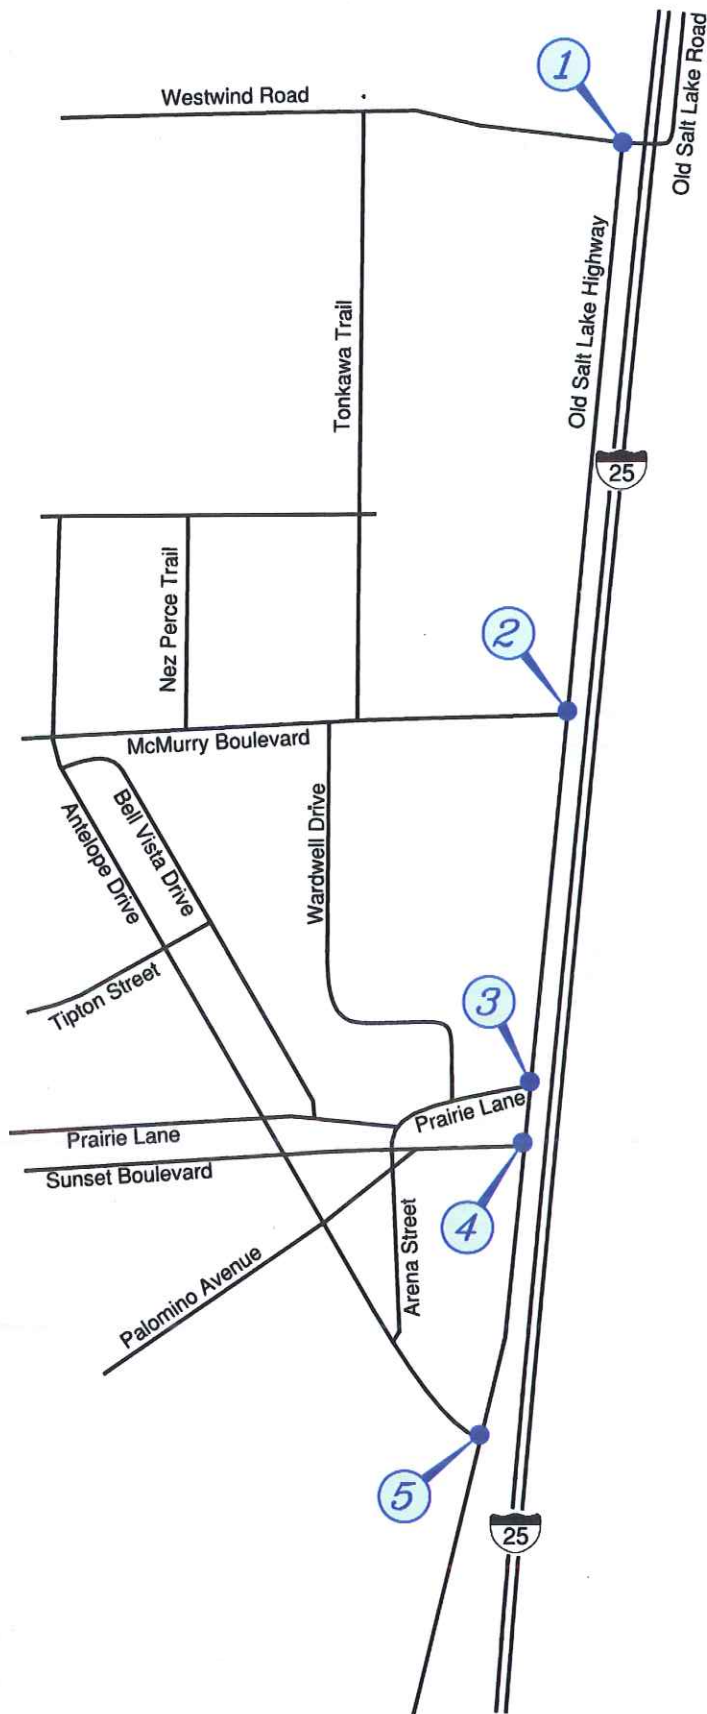 1
Old Salt Lake Road
Westwind Road
Old Salt Lake Highway
Tonkawa Trail
25
Nez Perce Trail
2
McMurry Boulevard
Bell Vista Drive
Antelope Drive
Wardwell Drive
Tipton Street
3
Prairie Lane
Prairie Lane
Sunset Boulevard
4
Arena Street
Palomino Avenue
5
25